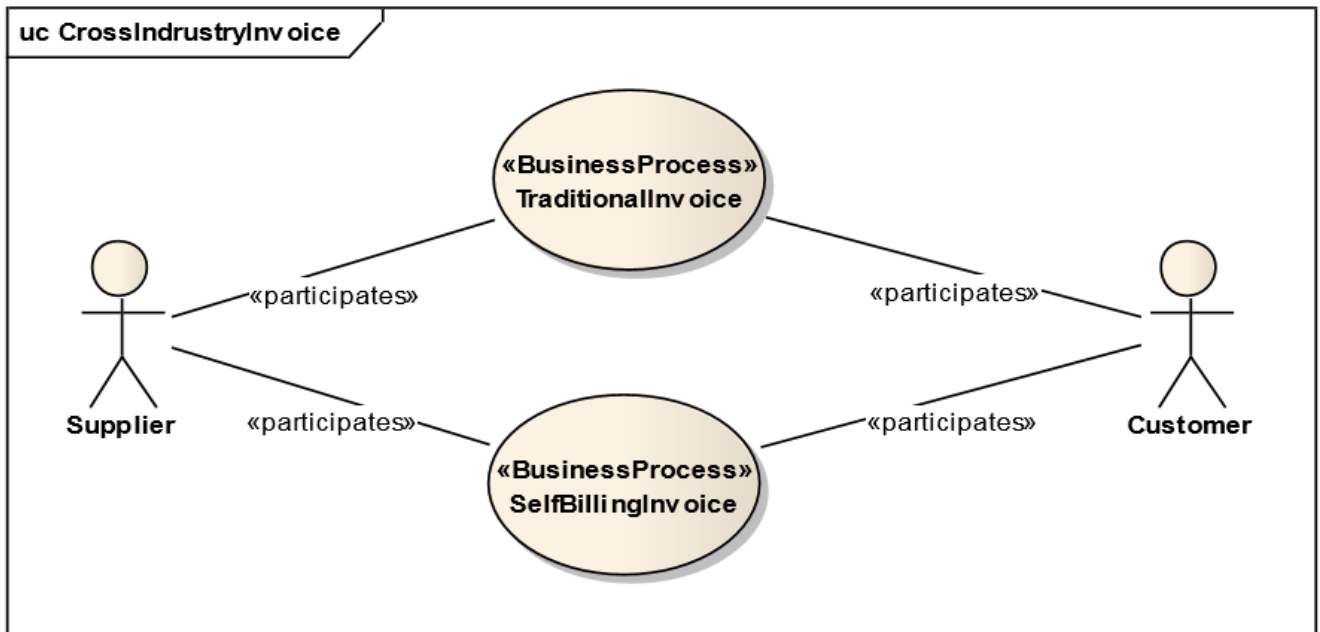 uc CrossIndrustryInvoice
«BusinessProcess»
TraditionalInvoice
«participates»
«participates»
Supplier
Customer
«participates»
«participates»
«BusinessProcess»
SelfBillingInvoice